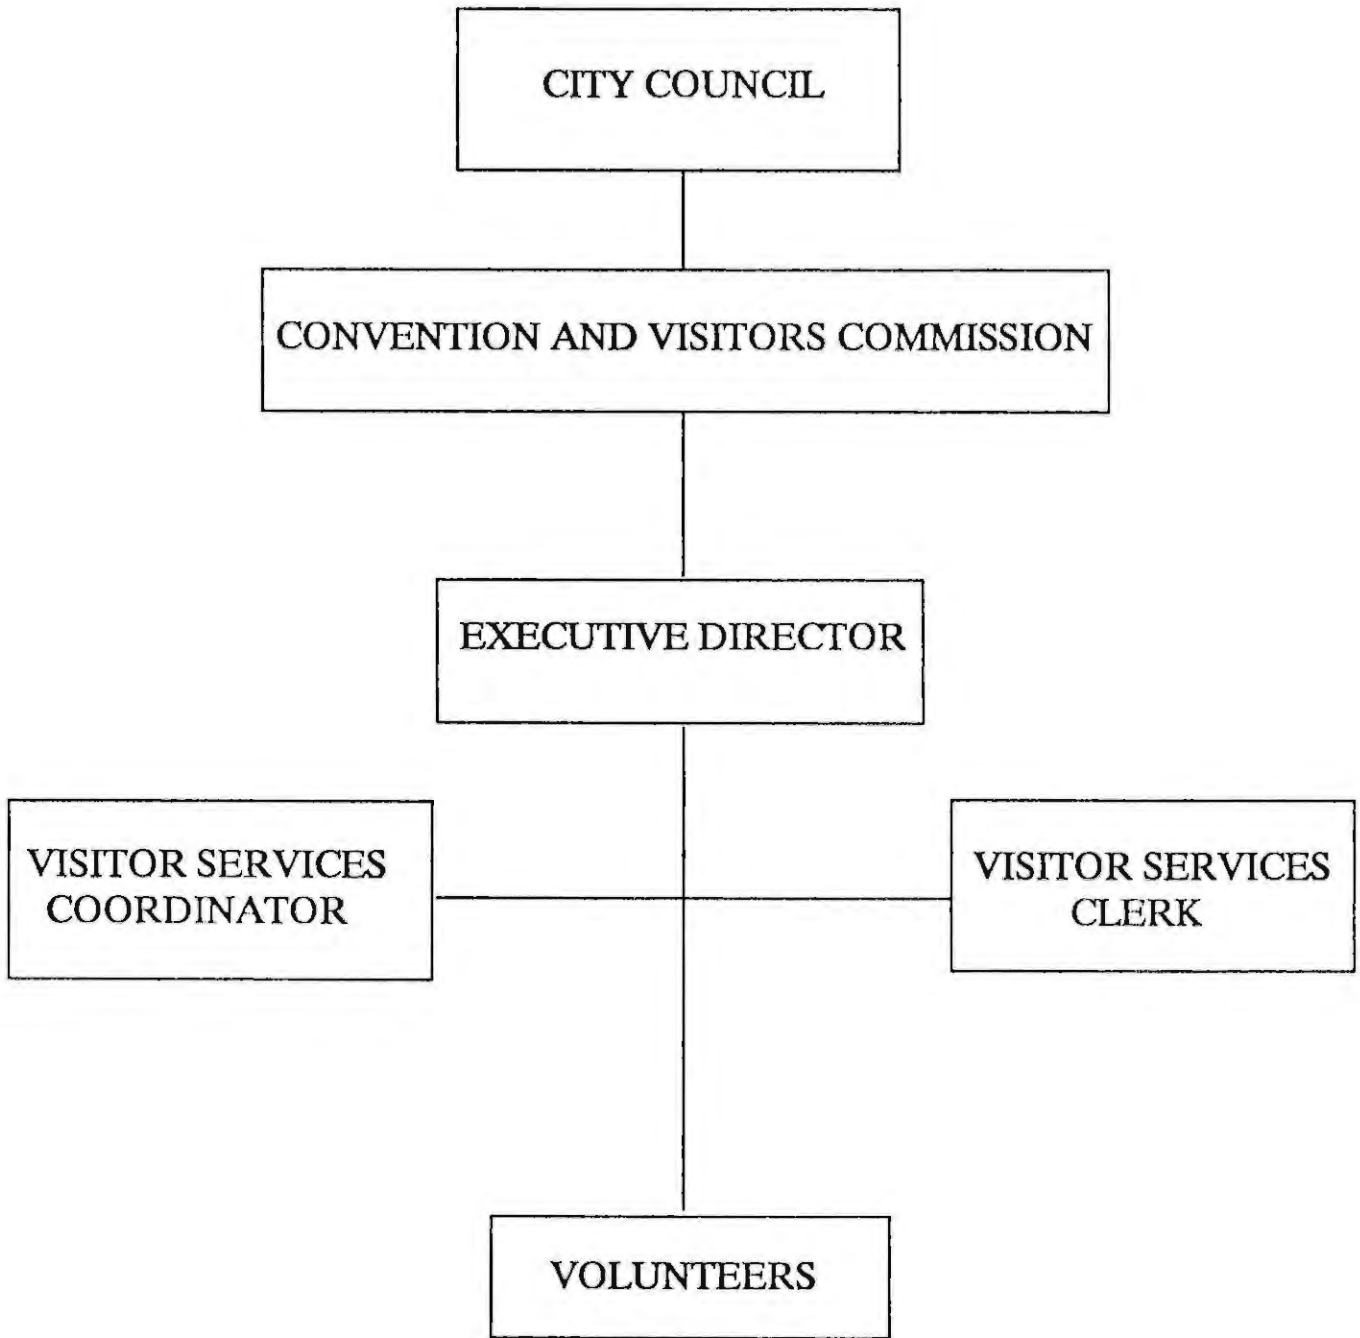 CITY COUNCIL
CONVENTION AND VISITORS COMMISSION
EXECUTIVE DIRECTOR
VISITOR SERVICES
COORDINATOR
VISITOR SERVICES
CLERK
VOLUNTEERS